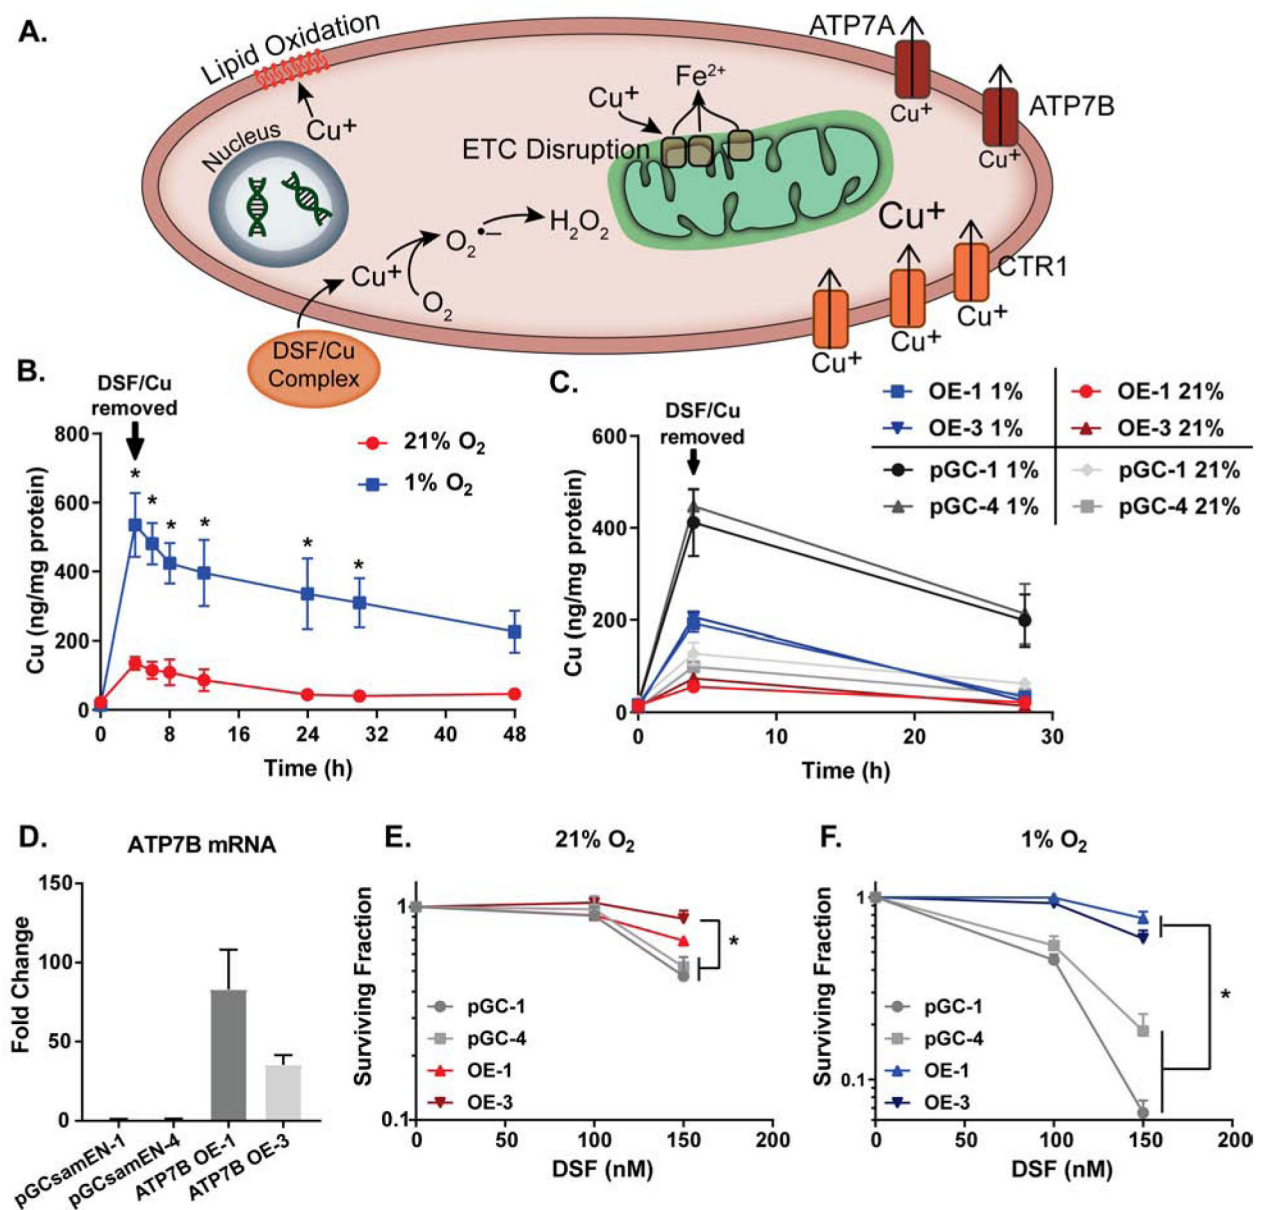 A.
Lipid Oxidation
Cu+
Nucleus
ETC Disruption
Cu+
Fe2+
ATP7A
Cu+
ATP7B
Cu+
O2•–
H2O2
Cu+
O2
DSF/Cu
Complex
Cu+
CTR1
Cu+
Cu+
Cu+
B.
DSF/Cu
removed
21% O2
1% O2
Cu (ng/mg protein)
800
600
400
200
0
* * * * * *
0 8 16 24 32 40 48
Time (h)
C.
DSF/Cu
removed
OE-1 1%
OE-3 1%
OE-1 21%
OE-3 21%
pGC-1 1%
pGC-4 1%
pGC-1 21%
pGC-4 21%
Cu (ng/mg protein)
600
400
200
0
0 10 20 30
Time (h)
D.
ATP7B mRNA
Fold Change
150
100
50
0
pGCsamEN-1
pGCsamEN-4
ATP7B OE-1
ATP7B OE-3
E.
21% O2
Surviving Fraction
1
0.1
*
pGC-1
pGC-4
OE-1
OE-3
0 50 100 150 200
DSF (nM)
F.
1% O2
Surviving Fraction
1
0.1
*
pGC-1
pGC-4
OE-1
OE-3
0 50 100 150 200
DSF (nM)